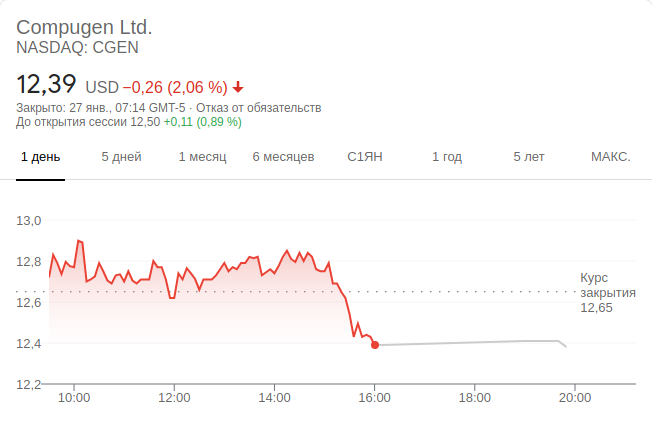 Compugen Ltd.
NASDAQ: CGEN
12,39 USD −0,26 (2,06 %)
Закрыто: 27 янв., 07:14 GMT-5 · Отказ от обязательств
До открытия сессии 12,50 +0,11 (0,89 %)
1 день 5 дней 1 месяц 6 месяцев С1ЯН 1 год 5 лет МАКС.
13,0
12,8
Курс
закрытия
12,65
12,6
12,4
12,2
10:00 12:00 14:00 16:00 18:00 20:00